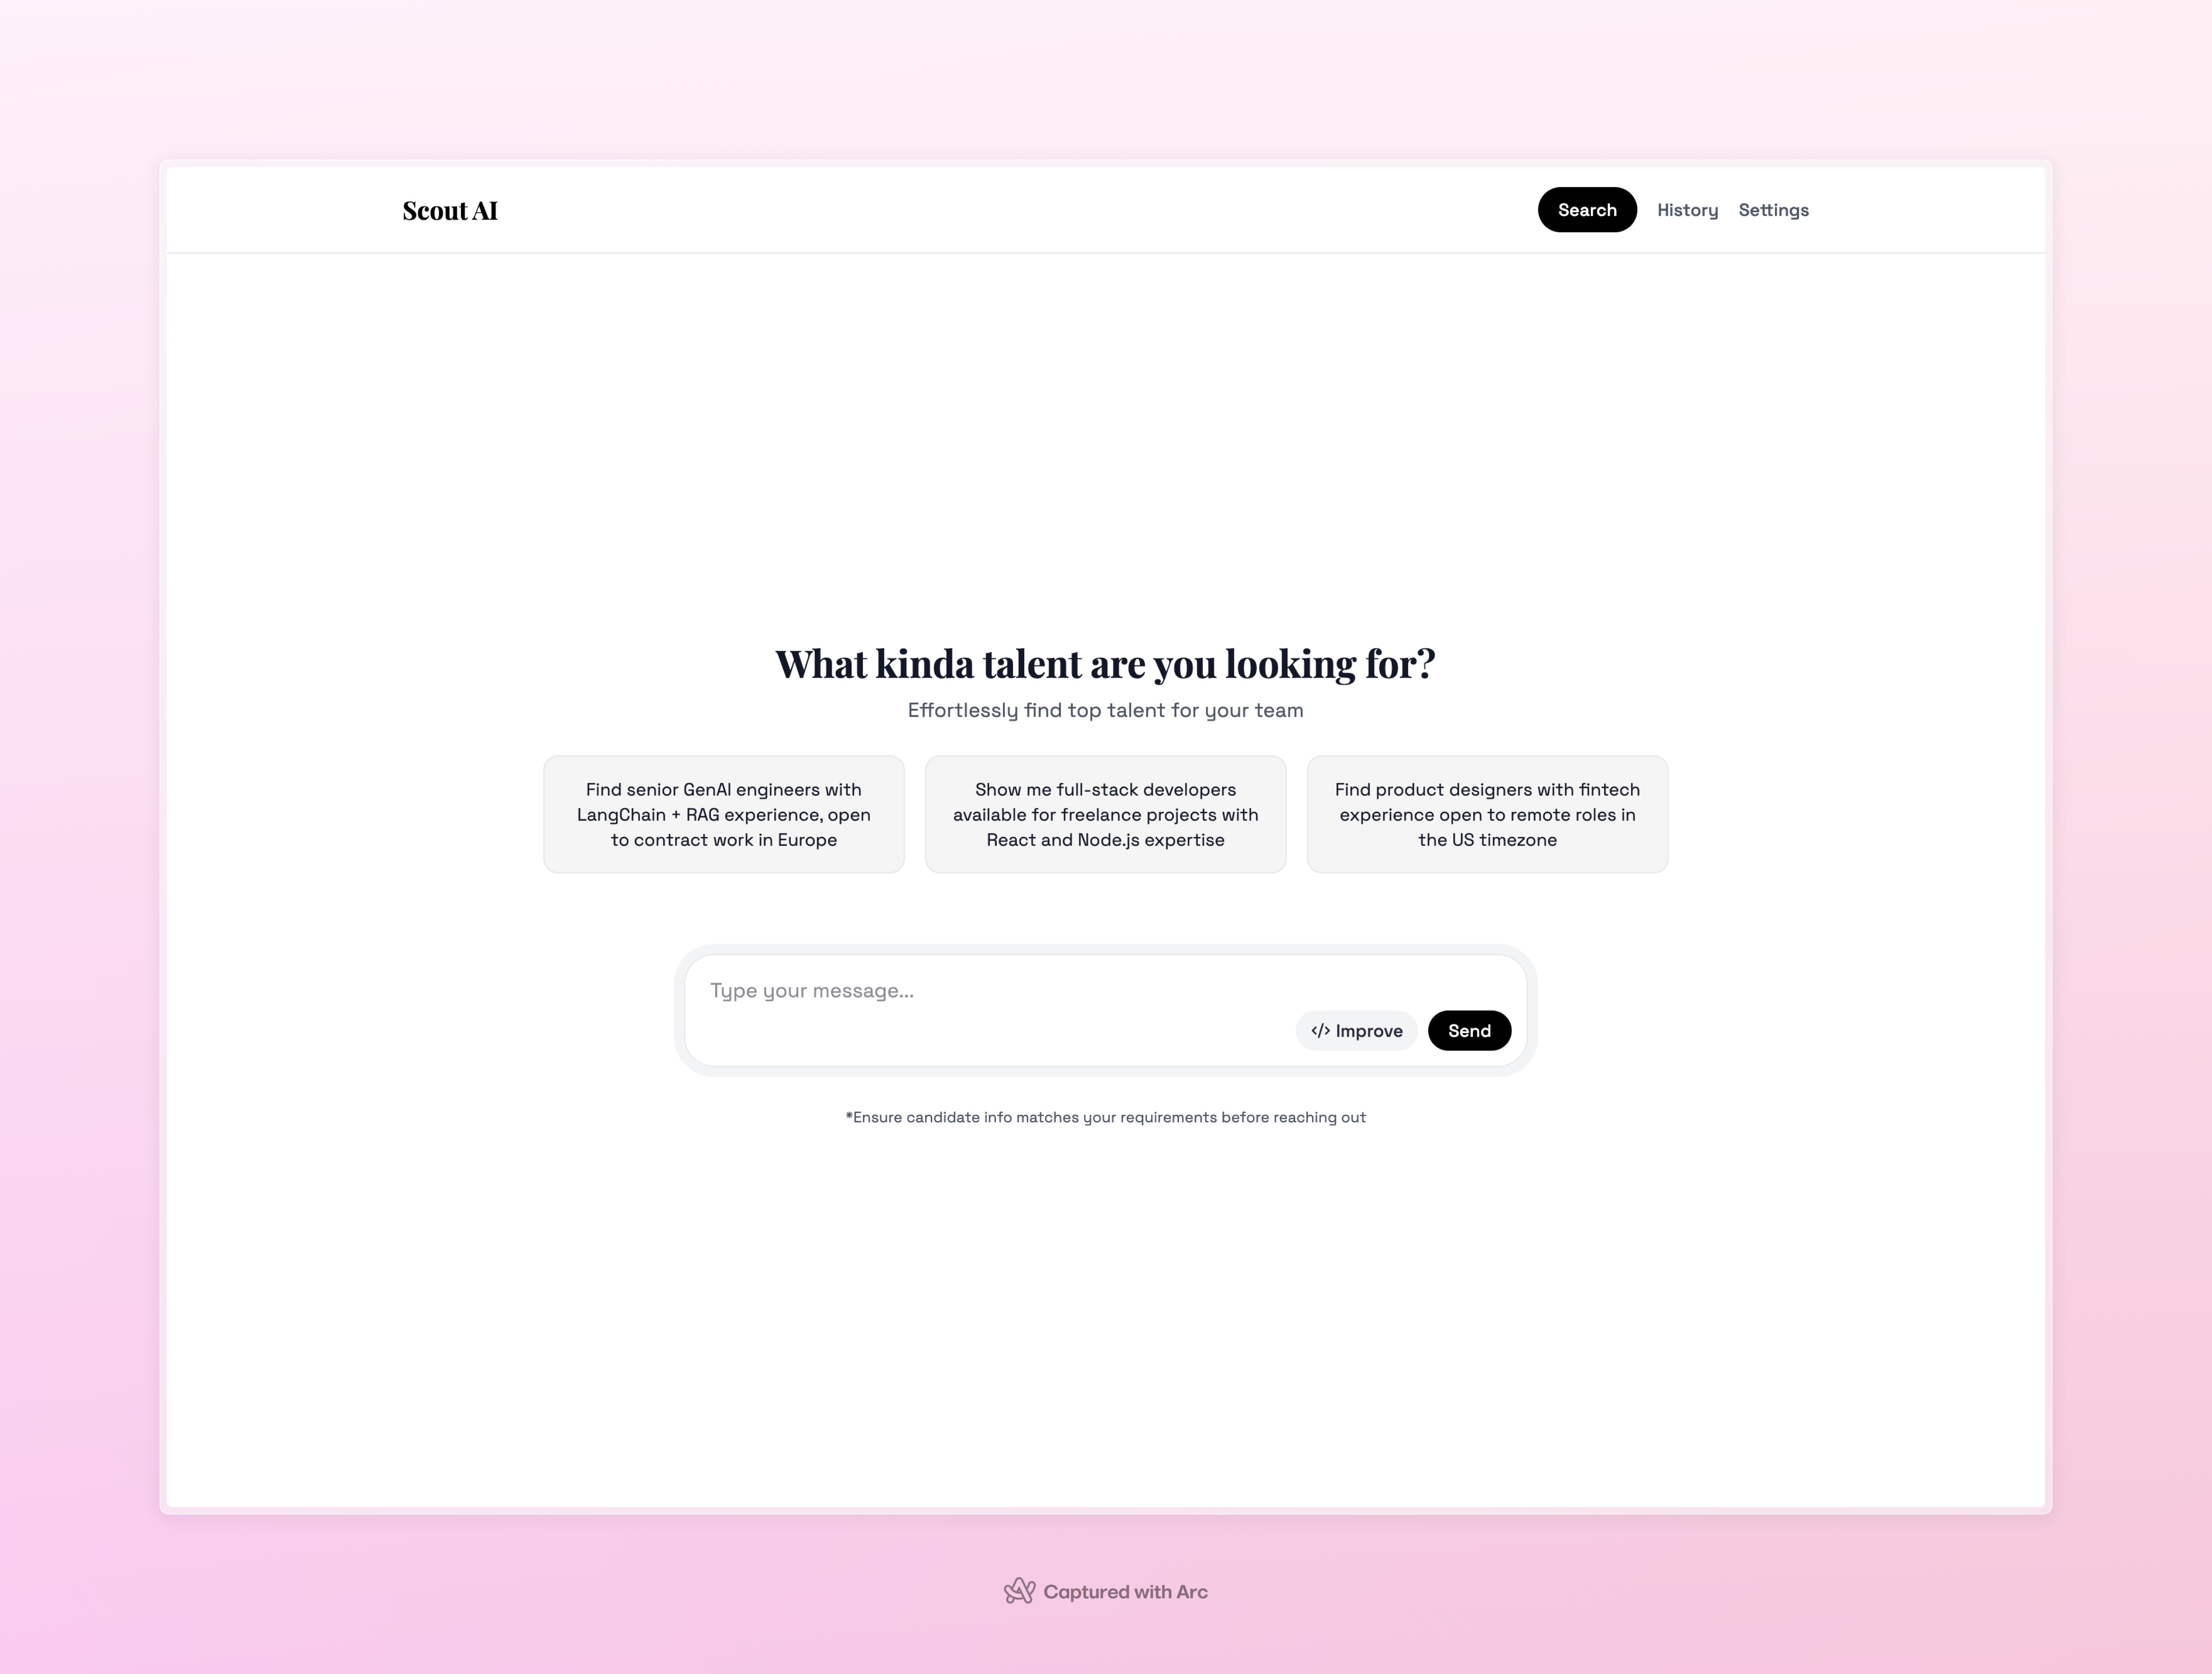 Scout AI
Search
History
Settings
What kinda talent are you looking for?
Effortlessly find top talent for your team
Find senior GenAI engineers with
LangChain + RAG experience, open
to contract work in Europe
Show me full-stack developers
available for freelance projects with
React and Node.js expertise
Find product designers with fintech
experience open to remote roles in
the US timezone
Type your message...
</> Improve
Send
*Ensure candidate info matches your requirements before reaching out
Captured with Arc